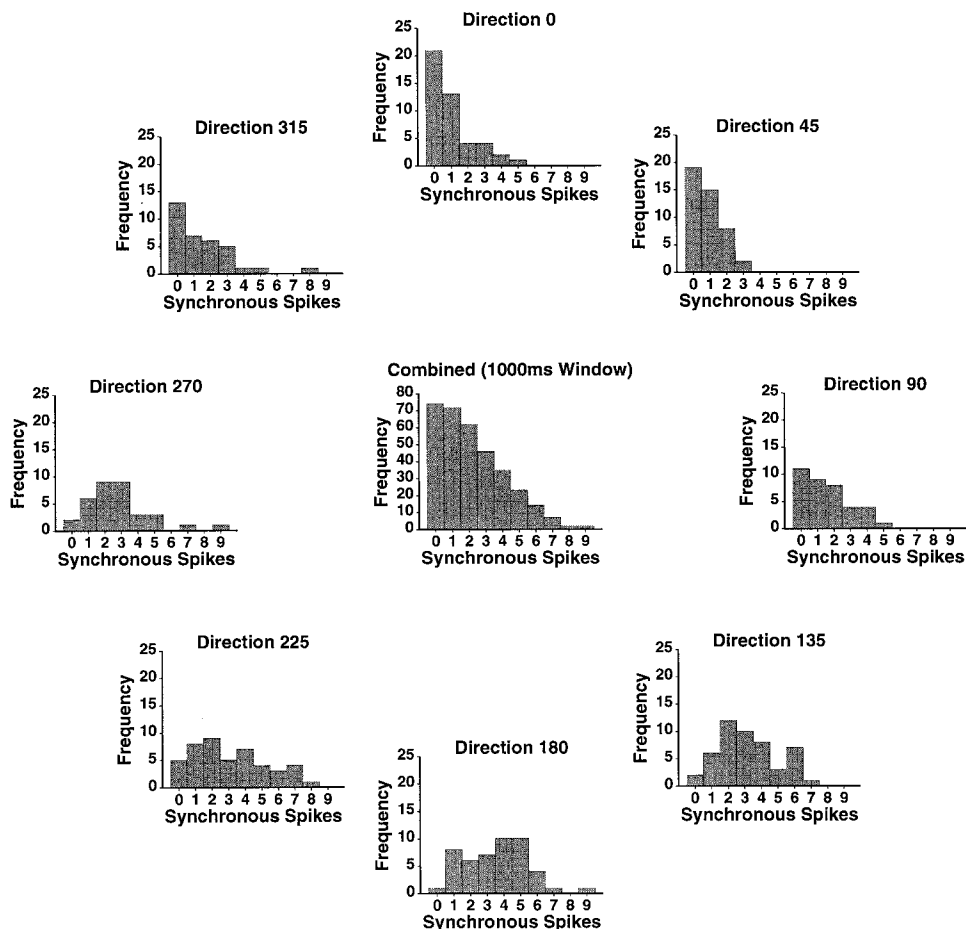 Direction 0
Frequency
25
20
15
10
5
0
0 1 2 3 4 5 6 7 8 9
Synchronous Spikes
Direction 315
Frequency
25
20
15
10
5
0
0 1 2 3 4 5 6 7 8 9
Synchronous Spikes
Direction 45
Frequency
25
20
15
10
5
0
0 1 2 3 4 5 6 7 8 9
Synchronous Spikes
Direction 270
Frequency
25
20
15
10
5
0
0 1 2 3 4 5 6 7 8 9
Synchronous Spikes
Combined (1000ms Window)
Frequency
80
70
60
50
40
30
20
10
0
0 1 2 3 4 5 6 7 8 9
Synchronous Spikes
Direction 90
Frequency
25
20
15
10
5
0
0 1 2 3 4 5 6 7 8 9
Synchronous Spikes
Direction 225
Frequency
25
20
15
10
5
0
0 1 2 3 4 5 6 7 8 9
Synchronous Spikes
Direction 180
Frequency
25
20
15
10
5
0
0 1 2 3 4 5 6 7 8 9
Synchronous Spikes
Direction 135
Frequency
25
20
15
10
5
0
0 1 2 3 4 5 6 7 8 9
Synchronous Spikes